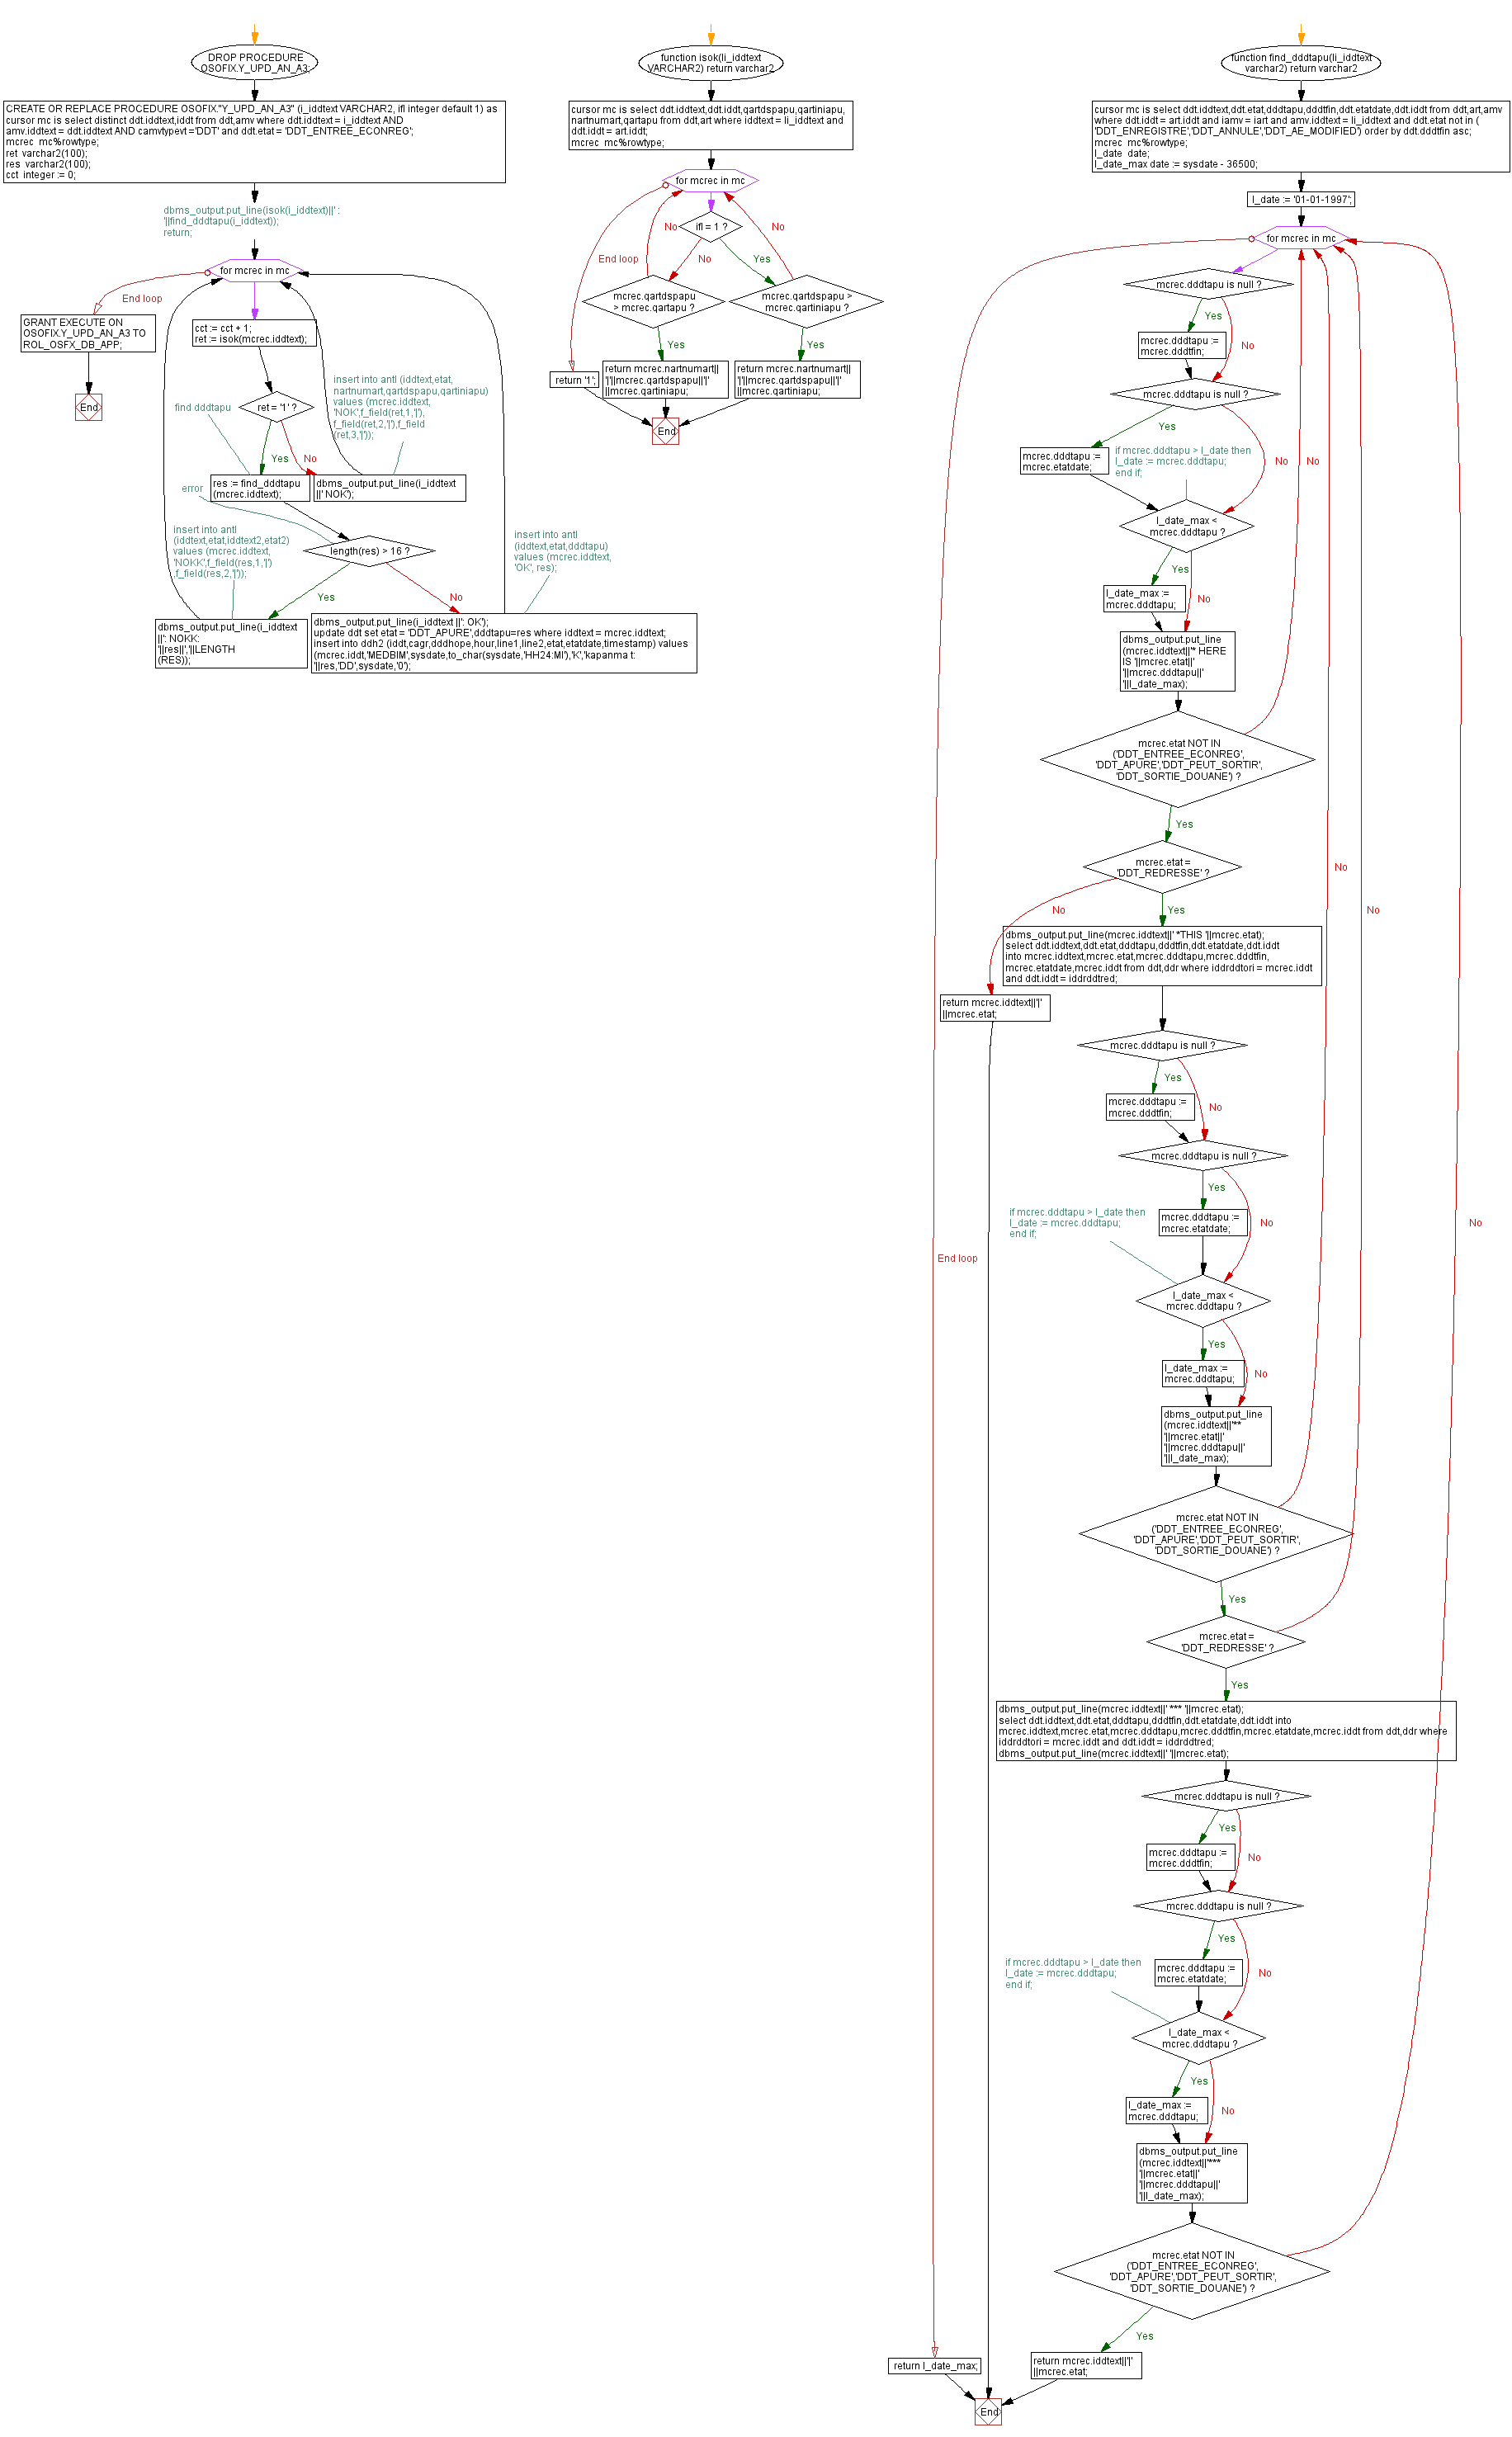 DROP PROCEDURE
OSOFIX.Y_UPD_AN_A3;
CREATE OR REPLACE PROCEDURE OSOFIX."Y_UPD_AN_A3" (i_iddtext VARCHAR2, ifl integer default 1) as
cursor mc is select distinct ddt.iddtext,iddt from ddt,amv where ddt.iddtext = i_iddtext AND
amv.iddtext = ddt.iddtext AND camvtypevt ='DDT' and ddt.etat = 'DDT_ENTREE_ECONREG';
mcrec  mc%rowtype;
ret  varchar2(100);
res  varchar2(100);
cct  integer := 0;
dbms_output.put_line(isok(i_iddtext)||' :
'||find_dddtapu(i_iddtext));
return;
for mcrec in mc
End loop
GRANT EXECUTE ON
OSOFIX.Y_UPD_AN_A3 TO
ROL_OSFX_DB_APP;
End
cct := cct + 1;
ret := isok(mcrec.iddtext);
insert into antl (iddtext,etat,
nartnumart,qartdspapu,qartiniapu)
values (mcrec.iddtext,
'NOK',f_field(ret,1,'|'),
f_field(ret,2,'|'),f_field
(ret,3,'|'));
find dddtapu
ret = '1' ?
Yes
No
res := find_dddtapu
(mcrec.iddtext);
dbms_output.put_line(i_iddtext
||' NOK');
error
insert into antl
(iddtext,etat,iddtext2,etat2)
values (mcrec.iddtext,
'NOKK',f_field(res,1,'|')
,f_field(res,2,'|'));
length(res) > 16 ?
insert into antl
(iddtext,etat,dddtapu)
values (mcrec.iddtext,
'OK', res);
Yes
No
dbms_output.put_line(i_iddtext
||': NOKK:
'||res||','||LENGTH
(RES));
dbms_output.put_line(i_iddtext ||': OK');
update ddt set etat = 'DDT_APURE',dddtapu=res where iddtext = mcrec.iddtext;
insert into ddh2 (iddt,cagr,dddhope,hour,line1,line2,etat,etatdate,timestamp) values
(mcrec.iddt,'MEDBIM',sysdate,to_char(sysdate,'HH24:MI'),'K','kapanma t:
'||res,'DD',sysdate,'0');
function isok(li_iddtext
VARCHAR2) return varchar2
cursor mc is select ddt.iddtext,ddt.iddt,qartdspapu,qartiniapu,
nartnumart,qartapu from ddt,art where iddtext = li_iddtext and
ddt.iddt = art.iddt;
mcrec  mc%rowtype;
for mcrec in mc
ifl = 1 ?
No
No
End loop
No
Yes
mcrec.qartdspapu
> mcrec.qartapu ?
mcrec.qartdspapu >
mcrec.qartiniapu ?
Yes
Yes
return '1';
return mcrec.nartnumart||
'|'||mcrec.qartdspapu||'|'
||mcrec.qartiniapu;
return mcrec.nartnumart||
'|'||mcrec.qartdspapu||'|'
||mcrec.qartiniapu;
End
function find_dddtapu(li_iddtext
varchar2) return varchar2
cursor mc is select ddt.iddtext,ddt.etat,dddtapu,dddtfin,ddt.etatdate,ddt.iddt from ddt,art,amv
where ddt.iddt = art.iddt and iamv = iart and amv.iddtext = li_iddtext and ddt.etat not in (
'DDT_ENREGISTRE','DDT_ANNULE','DDT_AE_MODIFIED') order by ddt.dddtfin asc;
mcrec  mc%rowtype;
l_date  date;
l_date_max date := sysdate - 36500;
l_date := '01-01-1997';
for mcrec in mc
mcrec.dddtapu is null ?
Yes
No
mcrec.dddtapu :=
mcrec.dddtfin;
mcrec.dddtapu is null ?
Yes
No
No
mcrec.dddtapu :=
mcrec.etatdate;
if mcrec.dddtapu > l_date then
l_date := mcrec.dddtapu;
end if;
l_date_max <
mcrec.dddtapu ?
Yes
No
l_date_max :=
mcrec.dddtapu;
dbms_output.put_line
(mcrec.iddtext||'* HERE
IS '||mcrec.etat||'
'||mcrec.dddtapu||'
'||l_date_max);
mcrec.etat NOT IN
('DDT_ENTREE_ECONREG',
'DDT_APURE','DDT_PEUT_SORTIR',
'DDT_SORTIE_DOUANE') ?
Yes
mcrec.etat =
'DDT_REDRESSE' ?
No
No
Yes
No
dbms_output.put_line(mcrec.iddtext||' *THIS '||mcrec.etat);
select ddt.iddtext,ddt.etat,dddtapu,dddtfin,ddt.etatdate,ddt.iddt
into mcrec.iddtext,mcrec.etat,mcrec.dddtapu,mcrec.dddtfin,
mcrec.etatdate,mcrec.iddt from ddt,ddr where iddrddtori = mcrec.iddt
and ddt.iddt = iddrddtred;
return mcrec.iddtext||'|'
||mcrec.etat;
mcrec.dddtapu is null ?
Yes
No
mcrec.dddtapu :=
mcrec.dddtfin;
mcrec.dddtapu is null ?
Yes
No
No
if mcrec.dddtapu > l_date then
l_date := mcrec.dddtapu;
end if;
mcrec.dddtapu :=
mcrec.etatdate;
End loop
l_date_max <
mcrec.dddtapu ?
Yes
No
l_date_max :=
mcrec.dddtapu;
dbms_output.put_line
(mcrec.iddtext||'**
'||mcrec.etat||'
'||mcrec.dddtapu||'
'||l_date_max);
mcrec.etat NOT IN
('DDT_ENTREE_ECONREG',
'DDT_APURE','DDT_PEUT_SORTIR',
'DDT_SORTIE_DOUANE') ?
Yes
mcrec.etat =
'DDT_REDRESSE' ?
Yes
dbms_output.put_line(mcrec.iddtext||' *** '||mcrec.etat);
select ddt.iddtext,ddt.etat,dddtapu,dddtfin,ddt.etatdate,ddt.iddt into
mcrec.iddtext,mcrec.etat,mcrec.dddtapu,mcrec.dddtfin,mcrec.etatdate,mcrec.iddt from ddt,ddr where
iddrddtori = mcrec.iddt and ddt.iddt = iddrddtred;
dbms_output.put_line(mcrec.iddtext||' '||mcrec.etat);
mcrec.dddtapu is null ?
Yes
No
mcrec.dddtapu :=
mcrec.dddtfin;
mcrec.dddtapu is null ?
Yes
No
if mcrec.dddtapu > l_date then
l_date := mcrec.dddtapu;
end if;
mcrec.dddtapu :=
mcrec.etatdate;
l_date_max <
mcrec.dddtapu ?
Yes
No
l_date_max :=
mcrec.dddtapu;
dbms_output.put_line
(mcrec.iddtext||'***
'||mcrec.etat||'
'||mcrec.dddtapu||'
'||l_date_max);
mcrec.etat NOT IN
('DDT_ENTREE_ECONREG',
'DDT_APURE','DDT_PEUT_SORTIR',
'DDT_SORTIE_DOUANE') ?
Yes
return l_date_max;
return mcrec.iddtext||'|'
||mcrec.etat;
End